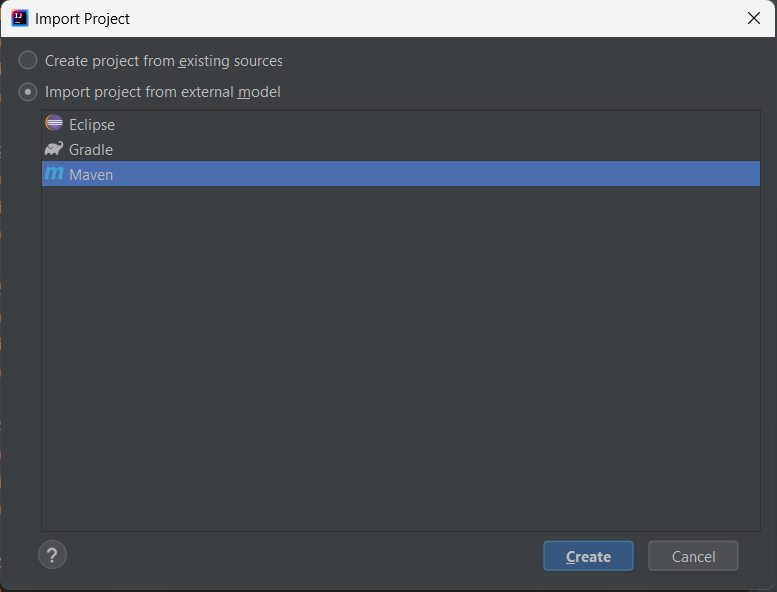 Import Project
Create project from existing sources
Import project from external model
Eclipse
Gradle
Maven
?
Create
Cancel